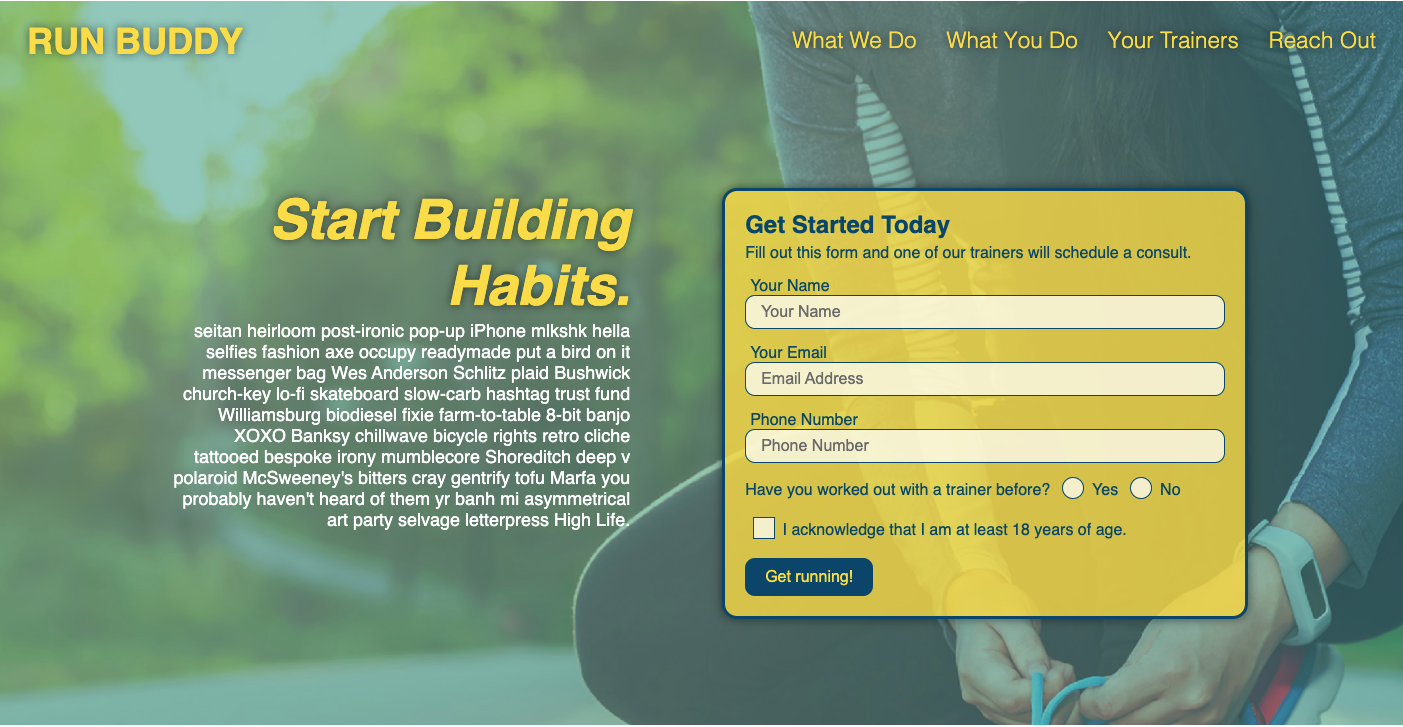 RUN BUDDY
What We Do
What You Do
Your Trainers
Reach Out
Start Building
Habits.
seitan heirloom post-ironic pop-up iPhone mlkshk hella
selfies fashion axe occupy readymade put a bird on it
messenger bag Wes Anderson Schlitz plaid Bushwick
church-key lo-fi skateboard slow-carb hashtag trust fund
Williamsburg biodiesel fixie farm-to-table 8-bit banjo
XOXO Banksy chillwave bicycle rights retro cliche
tattooed bespoke irony mumblecore Shoreditch deep v
polaroid McSweeney's bitters cray gentrify tofu Marfa you
probably haven't heard of them yr banh mi asymmetrical
art party selvage letterpress High Life.
Get Started Today
Fill out this form and one of our trainers will schedule a consult.
Your Name
Your Name
Your Email
Email Address
Phone Number
Phone Number
Have you worked out with a trainer before? Yes No
I acknowledge that I am at least 18 years of age.
Get running!